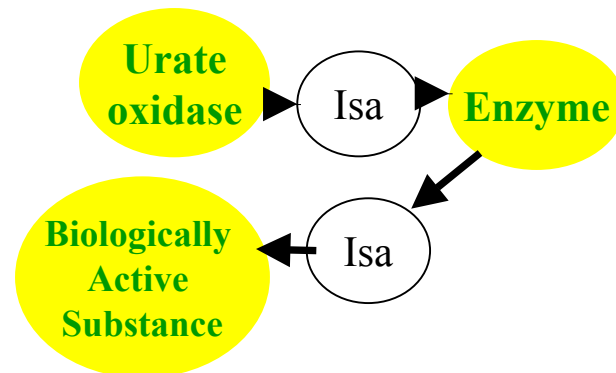 Urate
oxidase
Isa
Enzyme
Biologically
Active
Substance
Isa